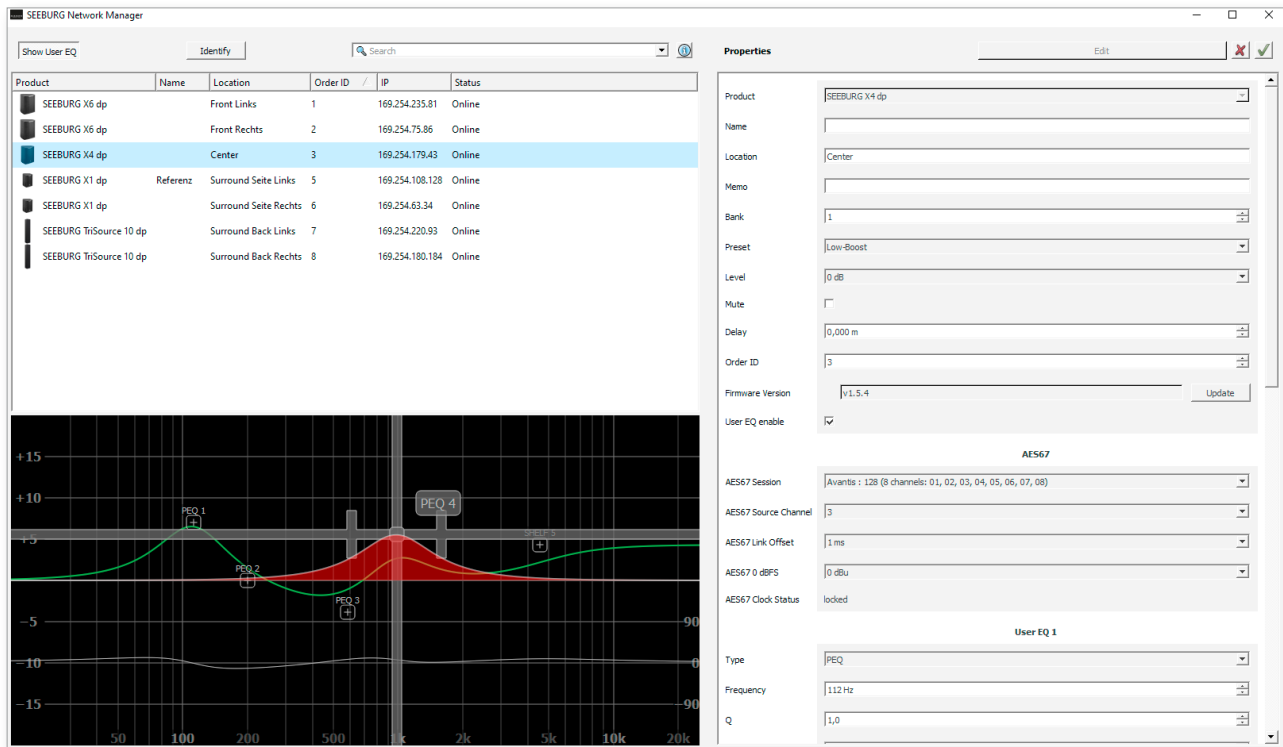 SEEBURG Network Manager
Show User EQ Identify Search
Product Name Location Order ID IP Status
SEEBURG X6 dp Front Links 1 169.254.235.81 Online
SEEBURG X6 dp Front Rechts 2 169.254.75.86 Online
SEEBURG X4 dp Center 3 169.254.179.43 Online
SEEBURG X1 dp Referenz Surround Seite Links 5 169.254.108.128 Online
SEEBURG X1 dp Surround Seite Rechts 6 169.254.63.34 Online
SEEBURG TriSource 10 dp Surround Back Links 7 169.254.220.93 Online
SEEBURG TriSource 10 dp Surround Back Rechts 8 169.254.180.184 Online
+15
+10
PEQ 4
PEQ 1
+5
SHELF 5
PEQ 2
PEQ 3
−5
90
−10
0
−15
−90
50 100 200 500 1k 2k 5k 10k 20k
Properties Edit
Product SEEBURG X4 dp
Name
Location Center
Memo
Bank 1
Preset Low-Boost
Level 0 dB
Mute
Delay 0,000 m
Order ID 3
Firmware Version v1.5.4 Update
User EQ enable
AES67
AES67 Session Avantis : 128 (8 channels: 01, 02, 03, 04, 05, 06, 07, 08)
AES67 Source Channel 3
AES67 Link Offset 1 ms
AES67 0 dBFS 0 dBu
AES67 Clock Status locked
User EQ 1
Type PEQ
Frequency 112 Hz
Q 1,0